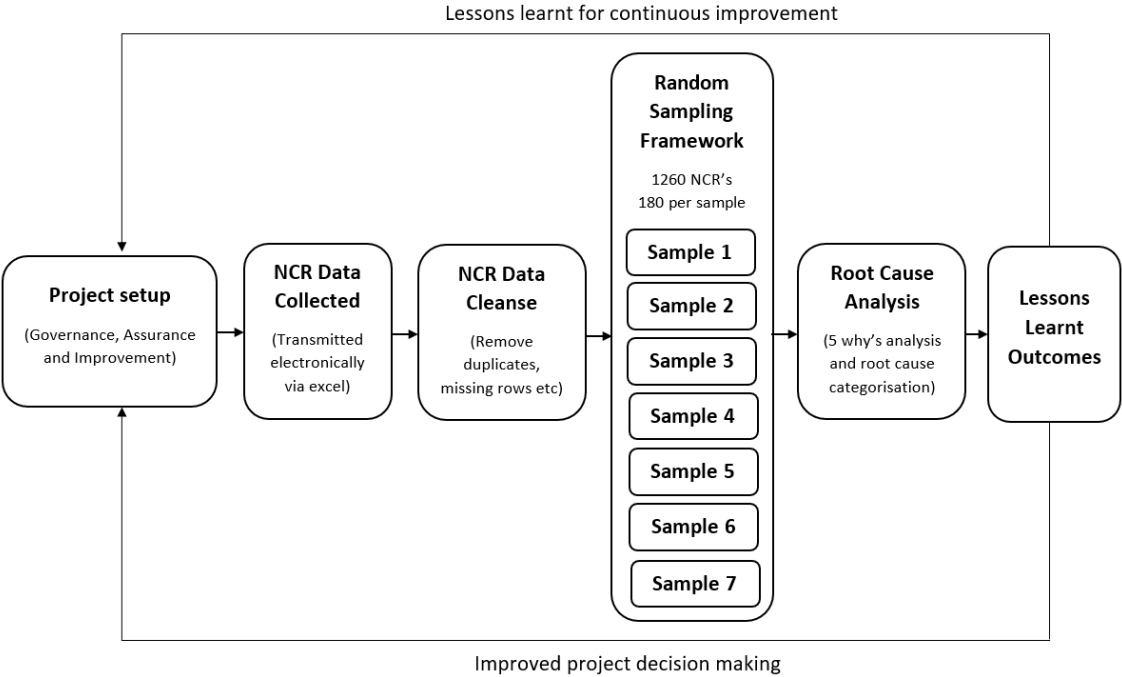 Lessons learnt for continuous improvement
Project setup
(Governance, Assurance
and Improvement)
NCR Data
Collected
(Transmitted
electronically
via excel)
NCR Data
Cleanse
(Remove
duplicates,
missing rows etc)
Random
Sampling
Framework
1260 NCR's
180 per sample
Sample 1
Sample 2
Sample 3
Sample 4
Sample 5
Sample 6
Sample 7
Root Cause
Analysis
(5 why's analysis
and root cause
categorisation)
Lessons
Learnt
Outcomes
Improved project decision making